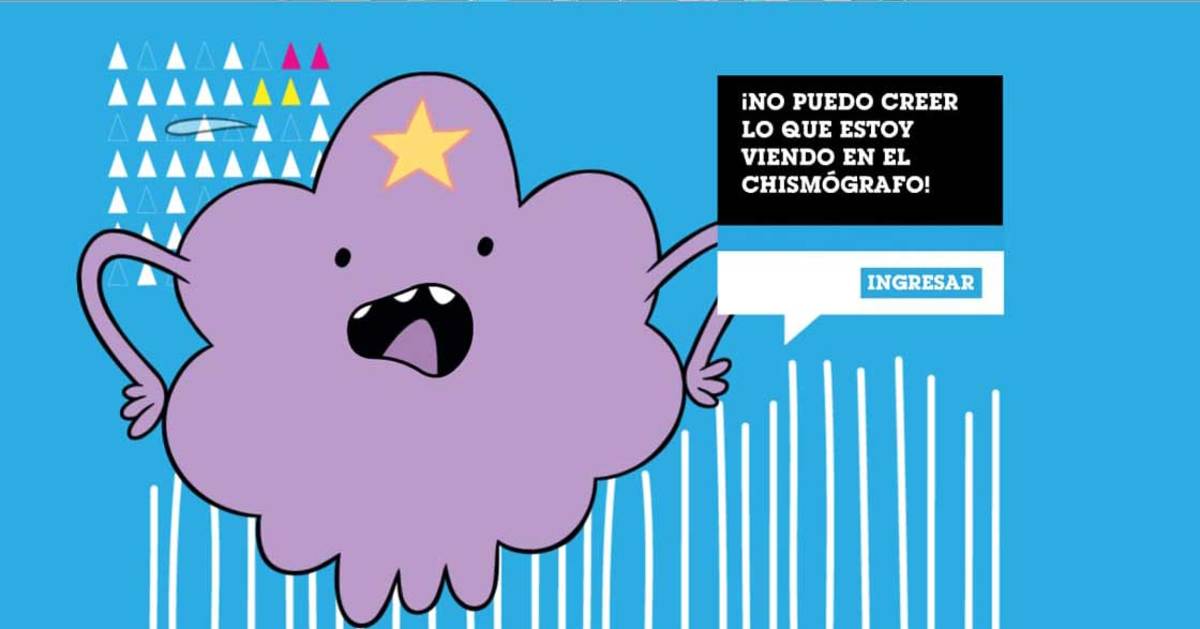 ¡NO PUEDO CREER
LO QUE ESTOY
VIENDO EN EL
CHISMÓGRAFO!
INGRESAR